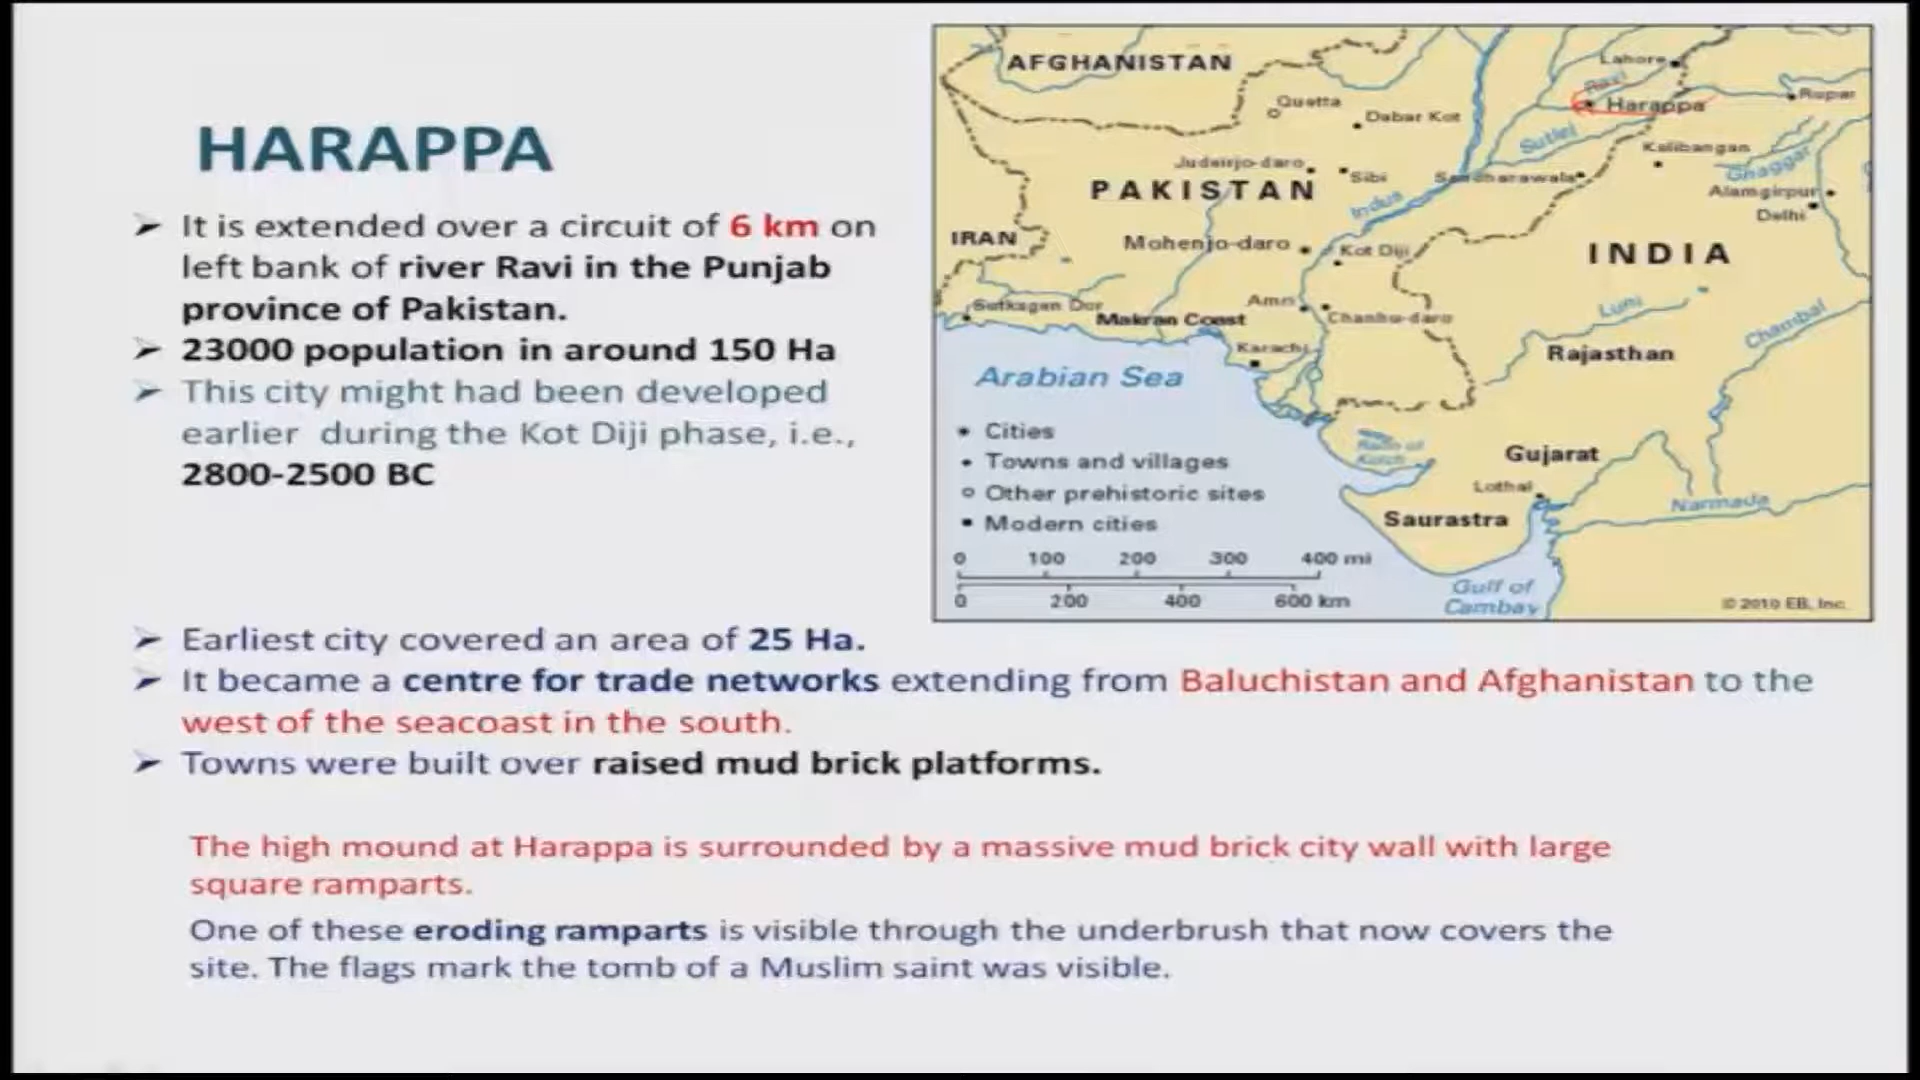 HARAPPA
➢ It is extended over a circuit of 6 km on
left bank of river Ravi in the Punjab
province of Pakistan.
➢ 23000 population in around 150 Ha
➢ This city might had been developed
earlier during the Kot Diji phase, i.e.,
2800-2500 BC
AFGHANISTAN
Lahore
Ravi
Harappa
Rupar
Quetta
Dabar Kot
Sutlej
Kalibangan
Ghaggar
Judeirjo-daro
Sibi
Alamgirpur
PAKISTAN
Indus
Delhi
IRAN
Mohenjo-daro
Kot Diji
INDIA
Sutkagen Dor
Amri
Luni
Makran Coast
Chanhu-daro
Chambal
Karachi
Rajasthan
Arabian Sea
Cities
Rann of
Kutch
Gujarat
Towns and villages
Lothal
Other prehistoric sites
Narmada
Saurastra
Modern cities
0 100 200 300 400 mi
0 200 400 600 km
Gulf of
Cambay
© 2010 EB, Inc.
➢ Earliest city covered an area of 25 Ha.
➢ It became a centre for trade networks extending from Baluchistan and Afghanistan to the
west of the seacoast in the south.
➢ Towns were built over raised mud brick platforms.
The high mound at Harappa is surrounded by a massive mud brick city wall with large
square ramparts.
One of these eroding ramparts is visible through the underbrush that now covers the
site. The flags mark the tomb of a Muslim saint was visible.